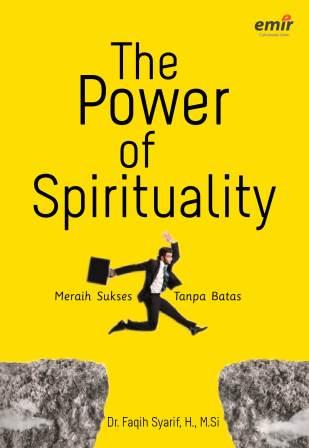 emir
The
Power
of
Spirituality
Meraih Sukses Tanpa Batas
Dr. Faqih Syarif, H., M.Si